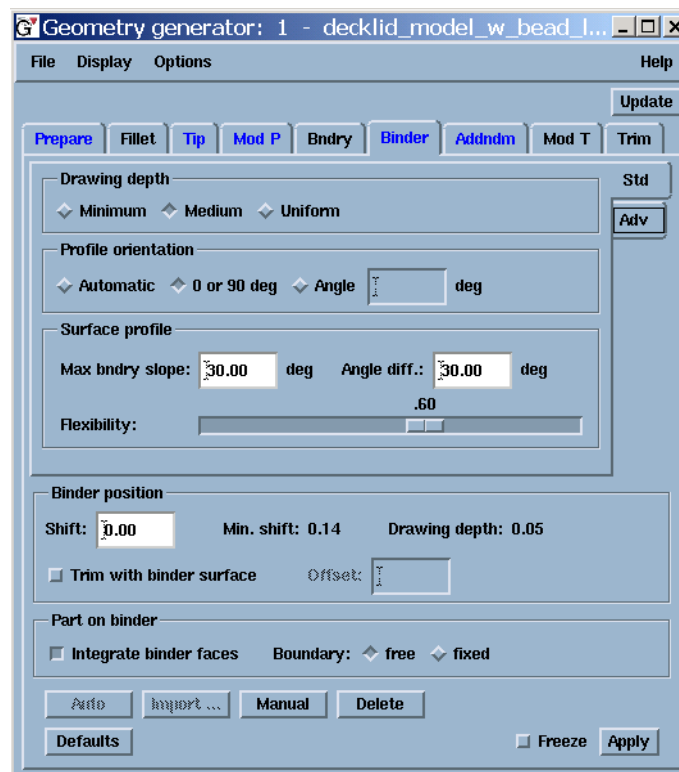 Geometry generator: 1 - decklid_model_w_bead_l...
File Display Options Help
Update
Prepare Fillet Tip Mod P Bndry Binder Addndm Mod T Trim
Std
Adv
Drawing depth
Minimum Medium Uniform
Profile orientation
Automatic 0 or 90 deg Angle deg
Surface profile
Max bndry slope: 30.00 deg Angle diff.: 30.00 deg
.60
Flexibility:
Binder position
Shift: 0.00 Min. shift: 0.14 Drawing depth: 0.05
Trim with binder surface Offset:
Part on binder
Integrate binder faces Boundary: free fixed
Auto Import ... Manual Delete
Defaults Freeze Apply